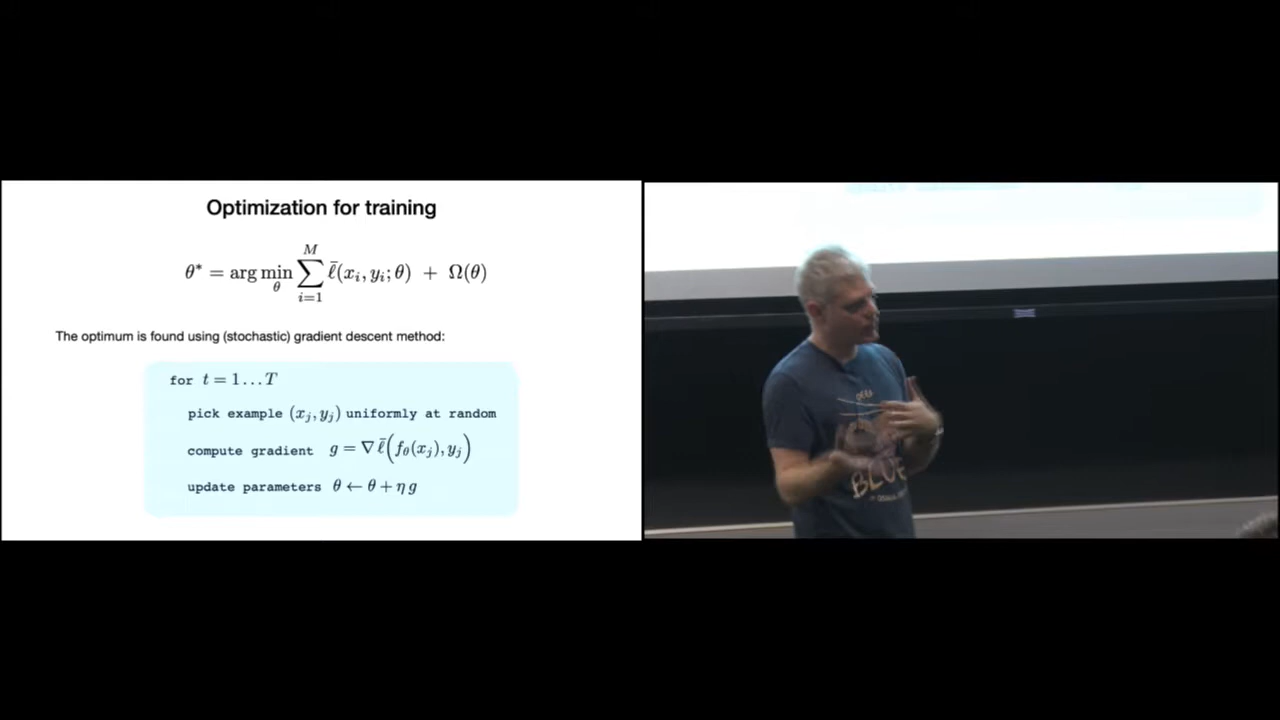 Optimization for training
θ* = arg min_θ ∑_{i=1}^{M} ℓ̄(x_i, y_i; θ) + Ω(θ)
The optimum is found using (stochastic) gradient descent method:
for t = 1...T
pick example (x_j, y_j) uniformly at random
compute gradient g = ∇ ℓ̄(f_θ(x_j), y_j)
update parameters θ ← θ + η g
DEEP
BLUE